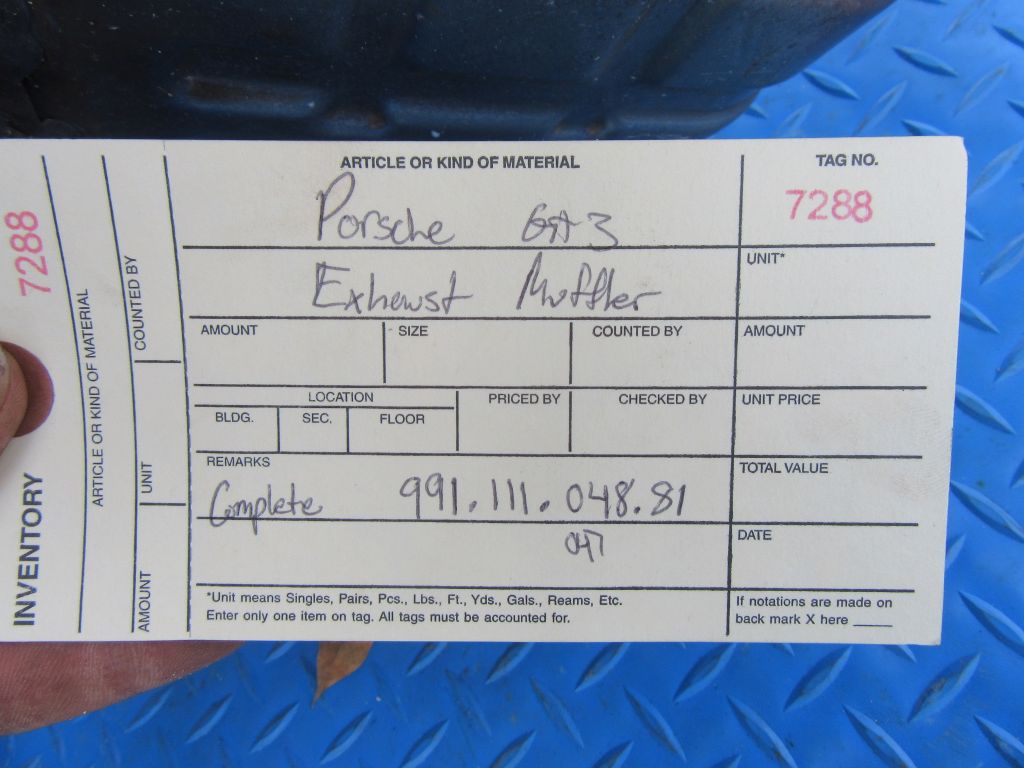 ARTICLE OR KIND OF MATERIAL
TAG NO.
Porsche Gt3
7288
Exhaust Muffler
UNIT*
AMOUNT
SIZE
COUNTED BY
AMOUNT
LOCATION
PRICED BY
CHECKED BY
UNIT PRICE
BLDG.
SEC.
FLOOR
REMARKS
TOTAL VALUE
Complete 991.111.048.81
047
DATE
*Unit means Singles, Pairs, Pcs., Lbs., Ft., Yds., Gals., Reams, Etc.
Enter only one item on tag. All tags must be accounted for.
If notations are made on
back mark X here _____
7288
INVENTORY
ARTICLE OR KIND OF MATERIAL
COUNTED BY
UNIT
AMOUNT